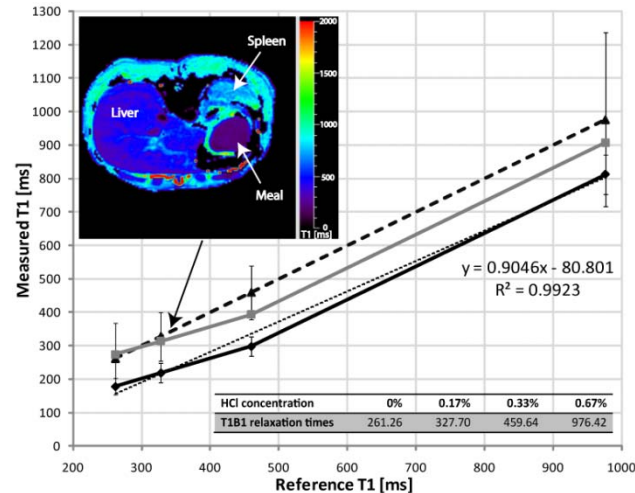 1300
1200
1100
1000
900
800
700
600
500
400
300
200
100
0
Measured T1 [ms]
Spleen
Liver
Meal
2000
1500
1000
500
0
T1 [ms]
y = 0.9046x - 80.801
R² = 0.9923
HCl concentration 0% 0.17% 0.33% 0.67%
T1B1 relaxation times 261.26 327.70 459.64 976.42
200 300 400 500 600 700 800 900 1000
Reference T1 [ms]